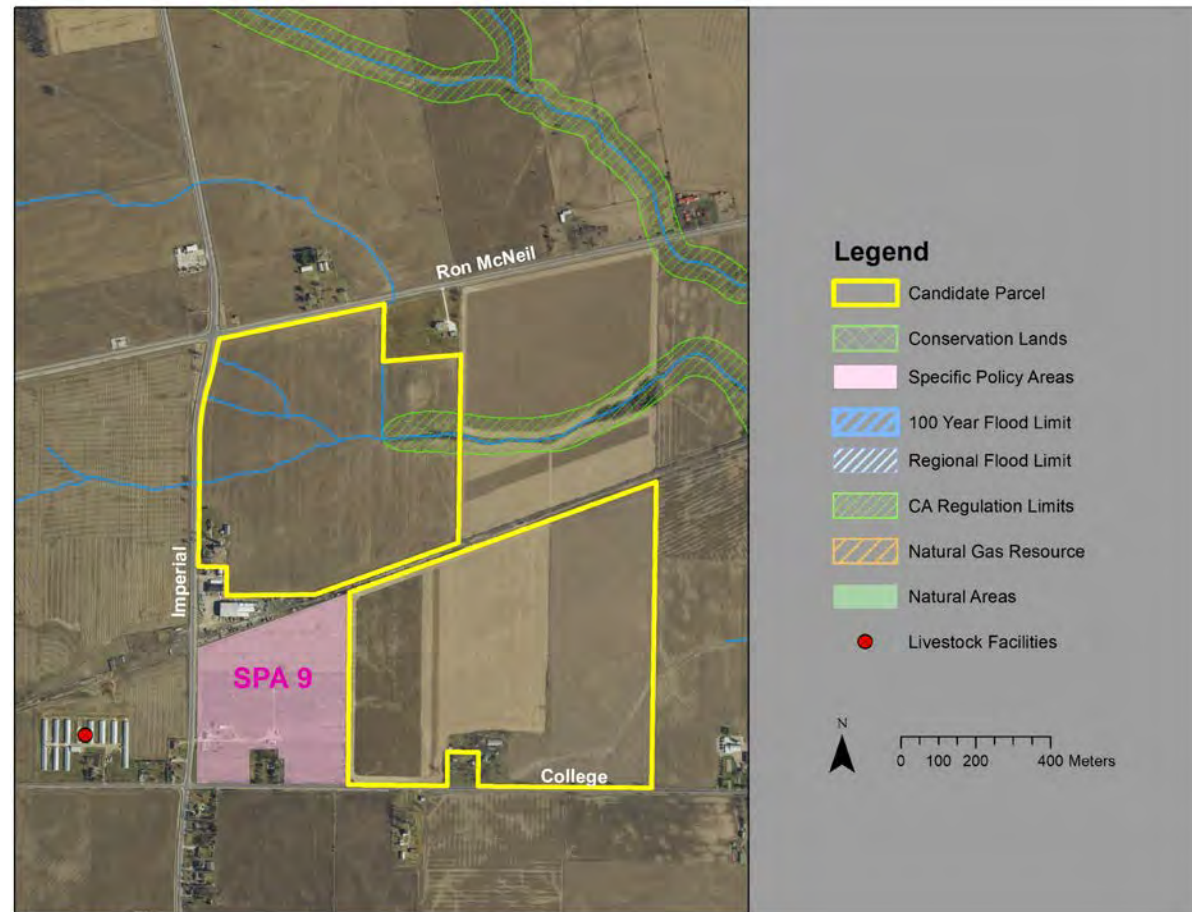 Ron McNeil
Imperial
SPA 9
College
Legend
Candidate Parcel
Conservation Lands
Specific Policy Areas
100 Year Flood Limit
Regional Flood Limit
CA Regulation Limits
Natural Gas Resource
Natural Areas
Livestock Facilities
N
0 100 200 400 Meters